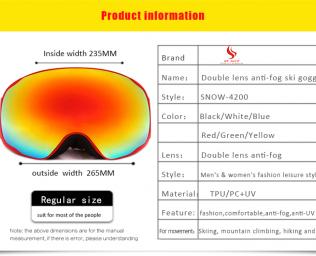 Product information
Inside width 235MM
outside width 265MM
Regular size
suit for most of the people
Note: the above dimensions are for the manual
measurement, if there is error, please understanding
Brand
Name: Double lens anti-fog ski gogg
Style: SNOW-4200
Color: Black/White/Blue
Red/Green/Yellow
Lens: Double anti-fog
Style: Men's & women's fashion leisure styl
Material: TPU/PC+UV
Feature: fashion,comfortable,anti-fog,anti-UV
For movements: Skiing, mountain climbing, hiking and